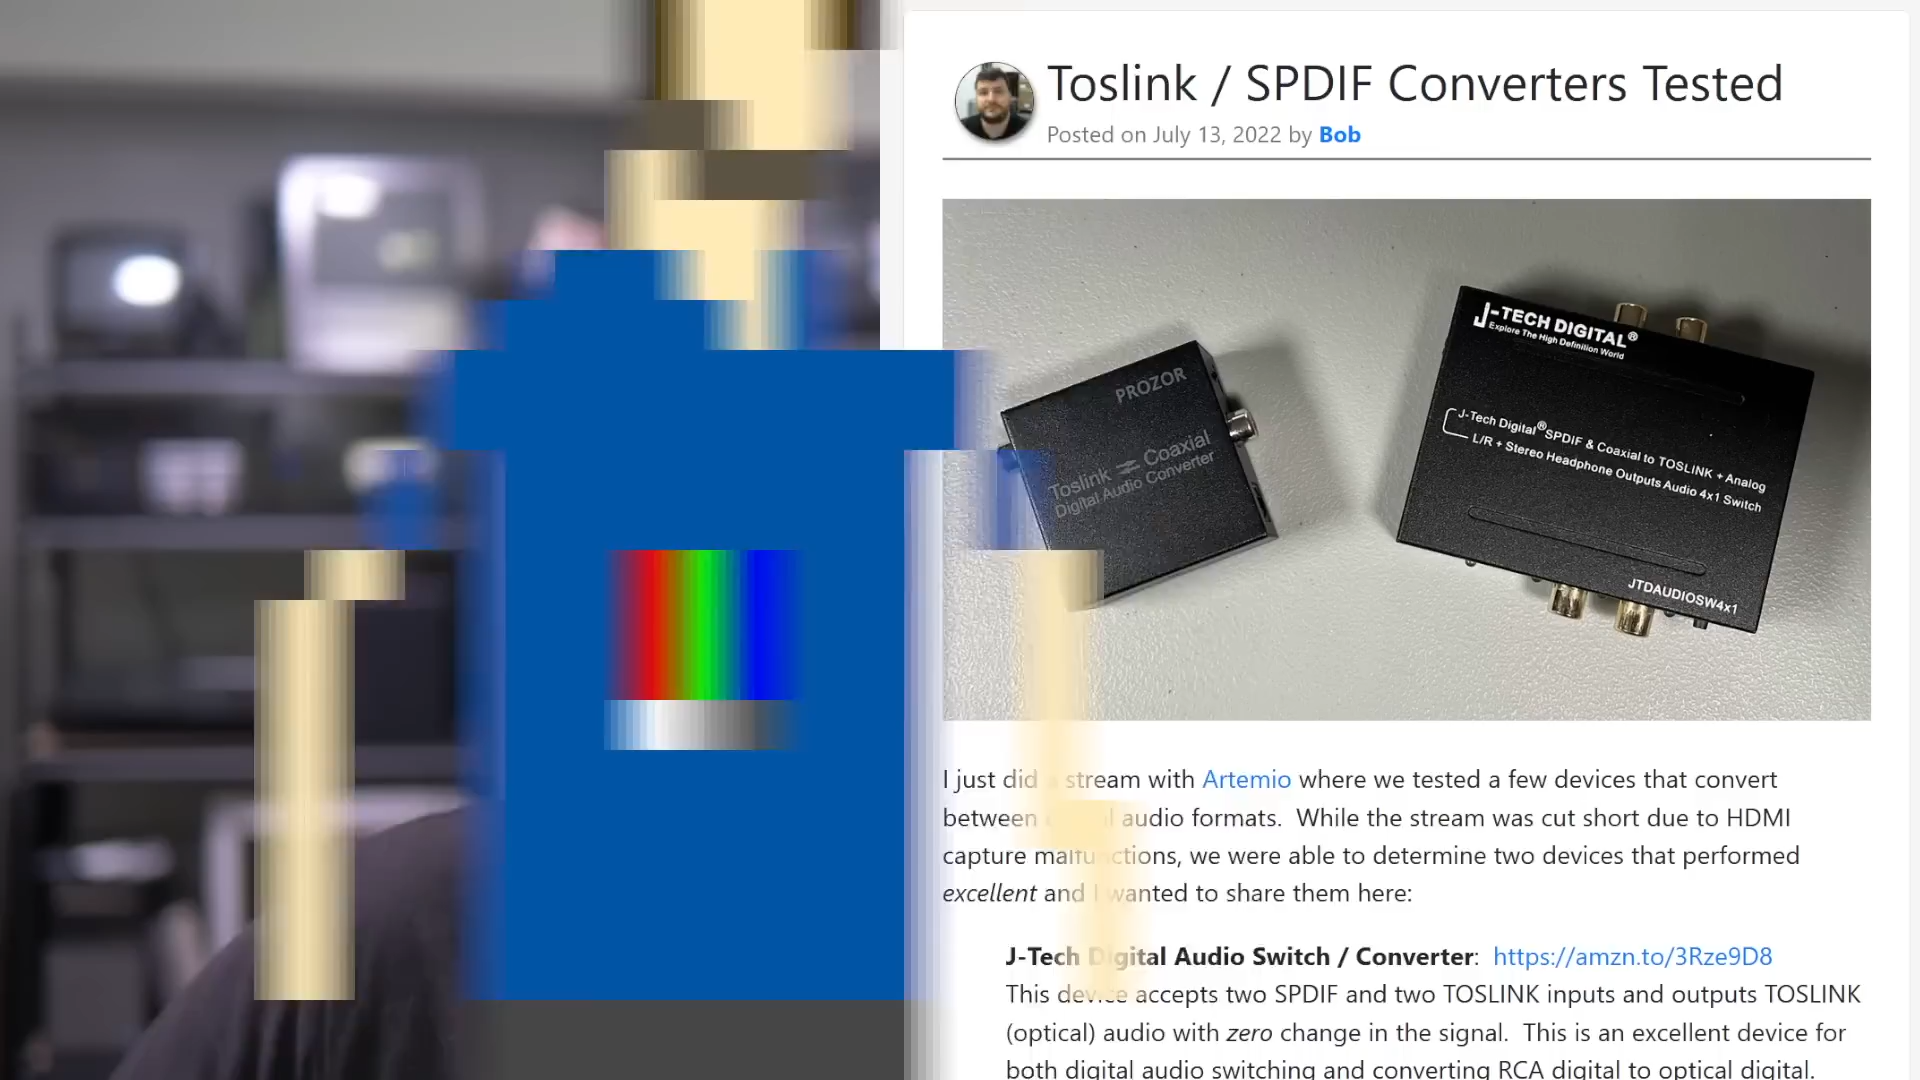 Toslink / SPDIF Converters Tested
Posted on July 13, 2022 by Bob
J-TECH DIGITAL®
Explore The High Definition World
PROZOR
Toslink ⇌ Coaxial
Digital Audio Converter
J-Tech Digital® SPDIF & Coaxial to TOSLINK + Analog
L/R + Stereo Headphone Outputs Audio 4x1 Switch
JTDAUDIOSW4x1
I just did stream with Artemio where we tested a few devices that convert
between audio formats. While the stream was cut short due to HDMI
capture malfunctions, we were able to determine two devices that performed
excellent and I wanted to share them here:
J-Tech Digital Audio Switch / Converter: https://amzn.to/3Rze9D8
This device accepts two SPDIF and two TOSLINK inputs and outputs TOSLINK
(optical) audio with zero change in the signal. This is an excellent device for
both digital audio switching and converting RCA digital to optical digital.